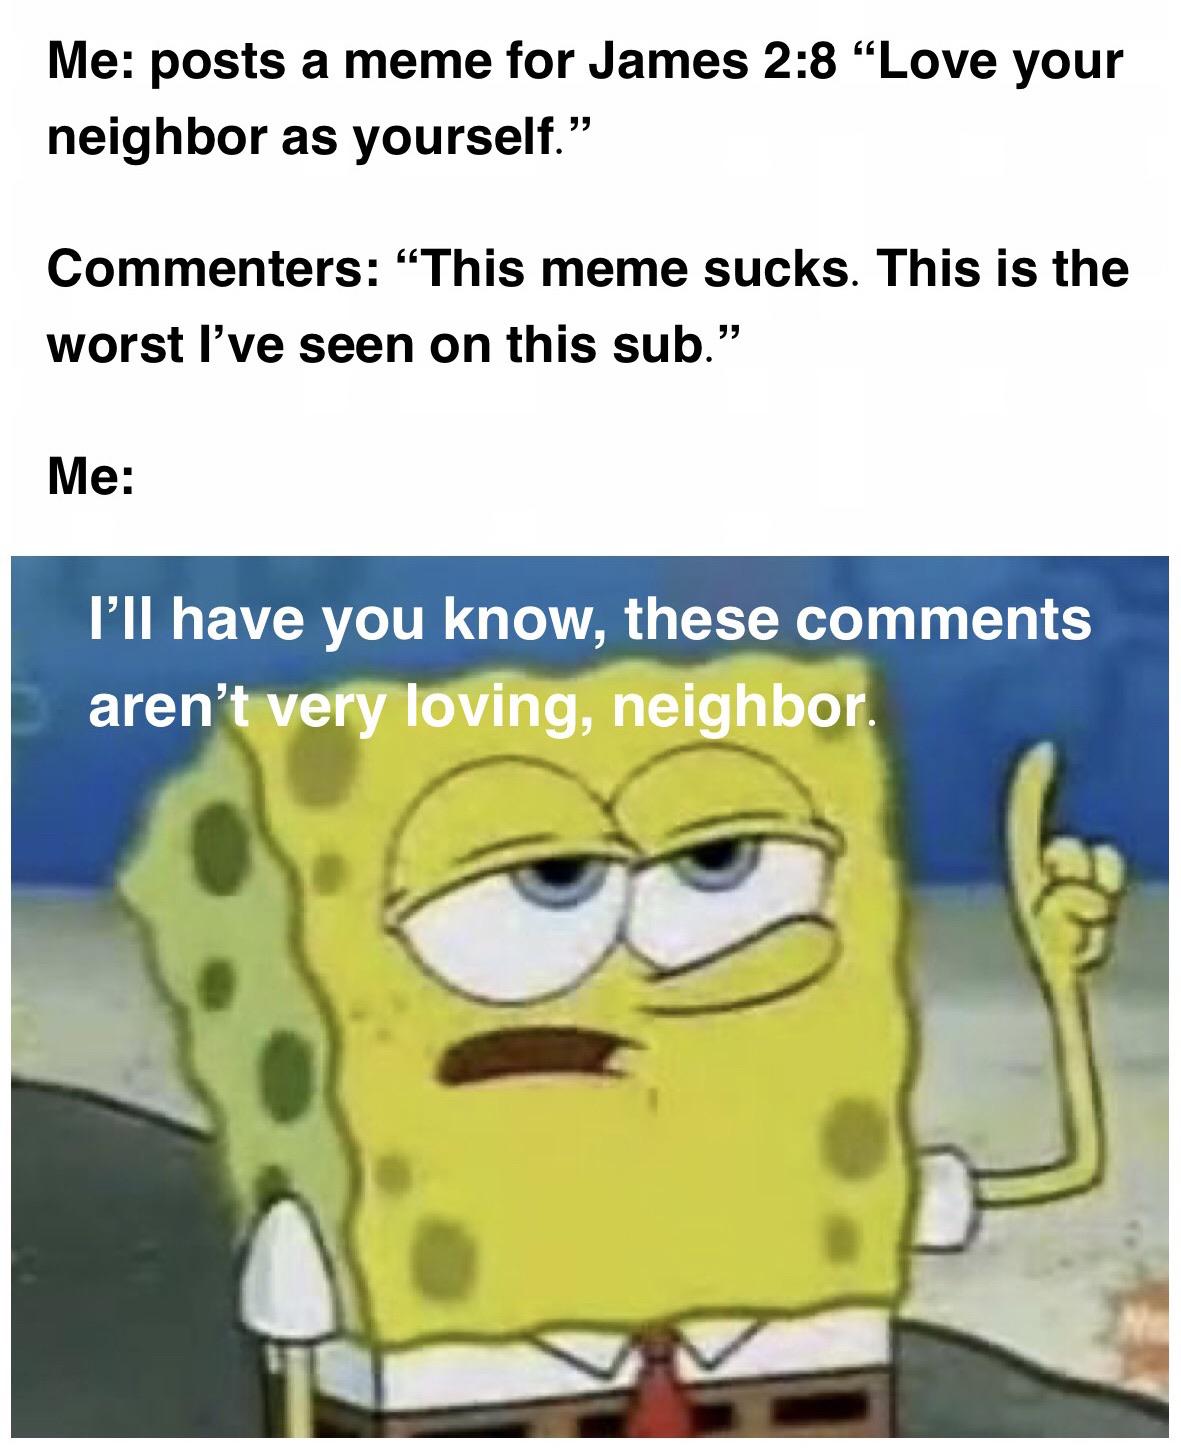 Me: posts a meme for James 2:8 “Love your
neighbor as yourself.”
Commenters: “This meme sucks. This is the
worst I’ve seen on this sub.”
Me:
I’ll have you know, these comments
aren’t very loving, neighbor.